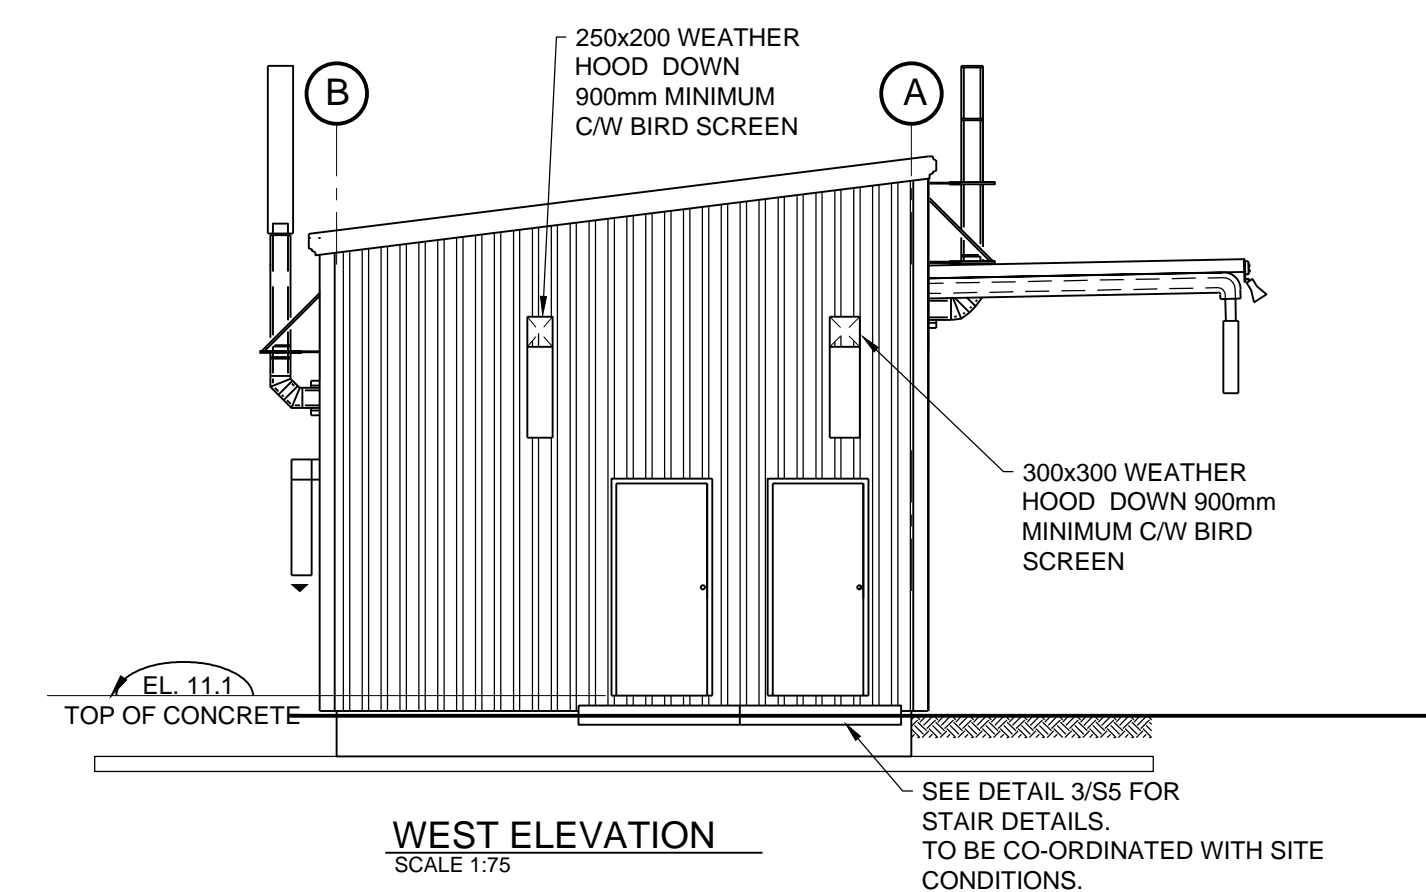 250x200 WEATHER
HOOD DOWN
900mm MINIMUM
C/W BIRD SCREEN
B
A
300x300 WEATHER
HOOD DOWN 900mm
MINIMUM C/W BIRD
SCREEN
EL. 11.1
TOP OF CONCRETE
SEE DETAIL 3/S5 FOR
STAIR DETAILS.
TO BE CO-ORDINATED WITH SITE
CONDITIONS.
WEST ELEVATION
SCALE 1:75